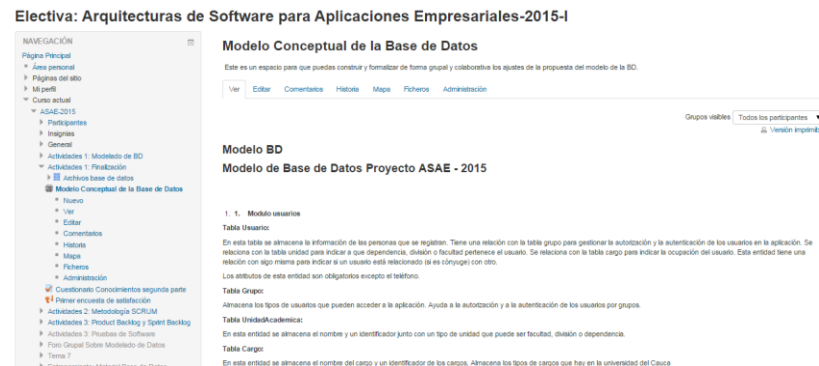 Electiva: Arquitecturas de Software para Aplicaciones Empresariales-2015-I
NAVEGACIÓN
Página Principal
Área personal
Páginas del sitio
Mi perfil
Curso actual
ASAE-2015
Participantes
Insignias
General
Actividades 1: Modelado de BD
Actividades 1: Finalización
Archivos base de datos
Modelo Conceptual de la Base de Datos
Nuevo
Ver
Editar
Comentarios
Historia
Mapa
Ficheros
Administración
Cuestionario Conocimientos segunda parte
Primer encuesta de satisfacción
Actividades 2: Metodología SCRUM
Actividades 3: Product Backlog y Sprint Backlog
Actividades 3: Pruebas de Software
Foro Grupal Sobre Modelado de Datos
Tema 7
Modelo Conceptual de la Base de Datos
Este es un espacio para que puedas construir y formalizar de forma grupal y colaborativa los ajustes de la propuesta del modelo de la BD.
Ver Editar Comentarios Historia Mapa Ficheros Administración
Grupos visibles Todos los participantes
Versión imprimib
Modelo BD
Modelo de Base de Datos Proyecto ASAE - 2015
1. 1. Modulo usuarios
Tabla Usuario:
En esta tabla se almacena la información de las personas que se registran. Tiene una relación con la tabla grupo para gestionar la autorización y la autenticación de los usuarios en la aplicación. Se
relaciona con la tabla unidad para indicar a que dependencia, división o facultad pertenece el usuario. Se relaciona con la tabla cargo para indicar la ocupación del usuario. Esta entidad tiene una
relación con sigo misma para indicar si un usuario está relacionado (si es cónyuge) con otro.
Los atributos de esta entidad son obligatorios excepto el teléfono.
Tabla Grupo:
Almacena los tipos de usuarios que pueden acceder a la aplicación. Ayuda a la autorización y a la autenticación de los usuarios por grupos.
Tabla UnidadAcademica:
En esta entidad se almacena el nombre y un identificador junto con un tipo de unidad que puede ser facultad, división o dependencia.
Tabla Cargo:
En esta entidad se almacena el nombre del cargo y un identificador de los cargos. Almacena los tipos de cargos que hay en la universidad del Cauca